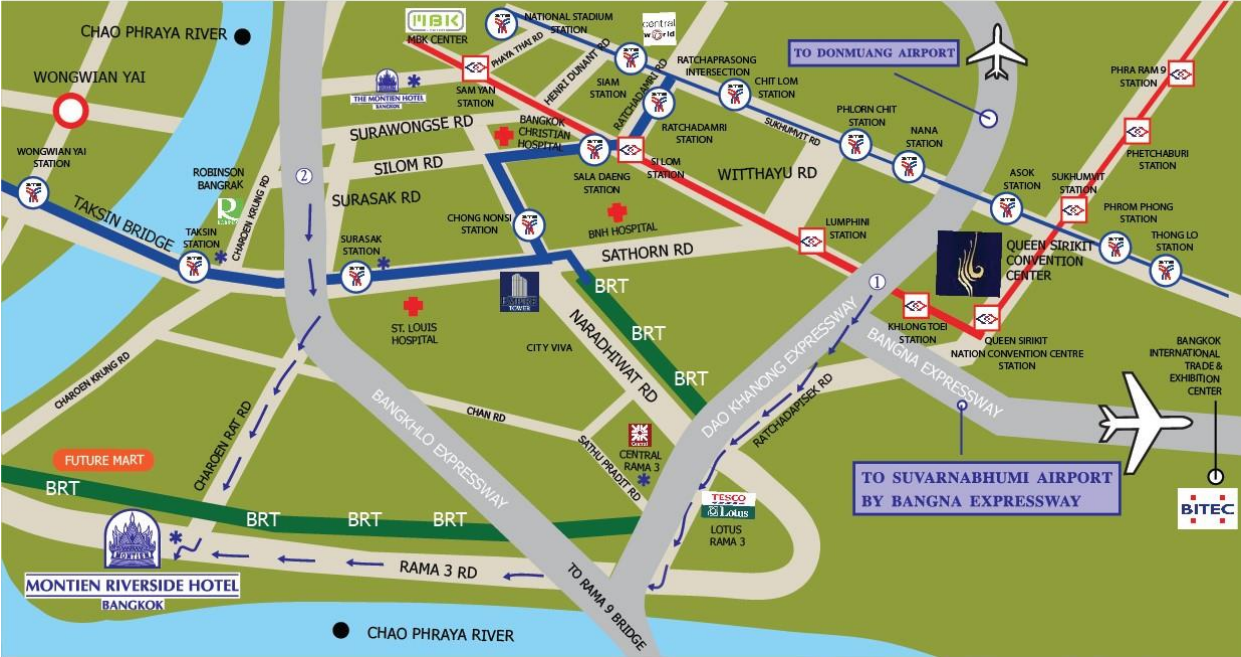 MBK
MBK CENTER
CHAO PHRAYA RIVER
NATIONAL STADIUM
STATION
central
world
TO DONMUANG AIRPORT
WONGWIAN YAI
THE MONTIEN HOTEL
BANGKOK
PHAYA THAI RD
SAM YAN
STATION
HENRI DUNANT RD
SIAM
STATION
RATCHADAMRI RD
RATCHAPRASONG
INTERSECTION
CHIT LOM
STATION
PHRA RAM 9
STATION
SURAWONGSE RD
BANGKOK
CHRISTIAN
HOSPITAL
RATCHADAMRI
STATION
SUKHUMVIT RD
PHLORN CHIT
STATION
NANA
STATION
PHETCHABURI
STATION
WONGWIAN YAI
STATION
ROBINSON
BANGRAK
R
2
SILOM RD
SALA DAENG
STATION
SI LOM
STATION
WITTHAYU RD
ASOK
STATION
SUKHUMVIT
STATION
TAKSIN BRIDGE
CHAROEN KRUNG RD
SURASAK RD
CHONG NONSI
STATION
BNH HOSPITAL
LUMPHINI
STATION
PHROM PHONG
STATION
TAKSIN
STATION
SURASAK
STATION
SATHORN RD
QUEEN SIRIKIT
CONVENTION
CENTER
THONG LO
STATION
EMPIRE
TOWER
BRT
1
ST. LOUIS
HOSPITAL
CITY VIVA
NARADHIWAT RD
BRT
KHLONG TOEI
STATION
QUEEN SIRIKIT
NATION CONVENTION CENTRE
STATION
BANGKOK
INTERNATIONAL
TRADE &
EXHIBITION
CENTER
CHAROEN KRUNG RD
BANGKHLO EXPRESSWAY
CHAN RD
BRT
DAO KHANONG EXPRESSWAY
RATCHADAPISEK RD
BANGNA EXPRESSWAY
CHAROEN RAT RD
SATHU PRADIT RD
Central
CENTRAL
RAMA 3
FUTURE MART
BRT
TO SUVARNABHUMI AIRPORT
BY BANGNA EXPRESSWAY
TESCO
Lotus
LOTUS
RAMA 3
BITEC
BRT
BRT
BRT
MONTIEN
MONTIEN RIVERSIDE HOTEL
BANGKOK
RAMA 3 RD
TO RAMA 9 BRIDGE
CHAO PHRAYA RIVER